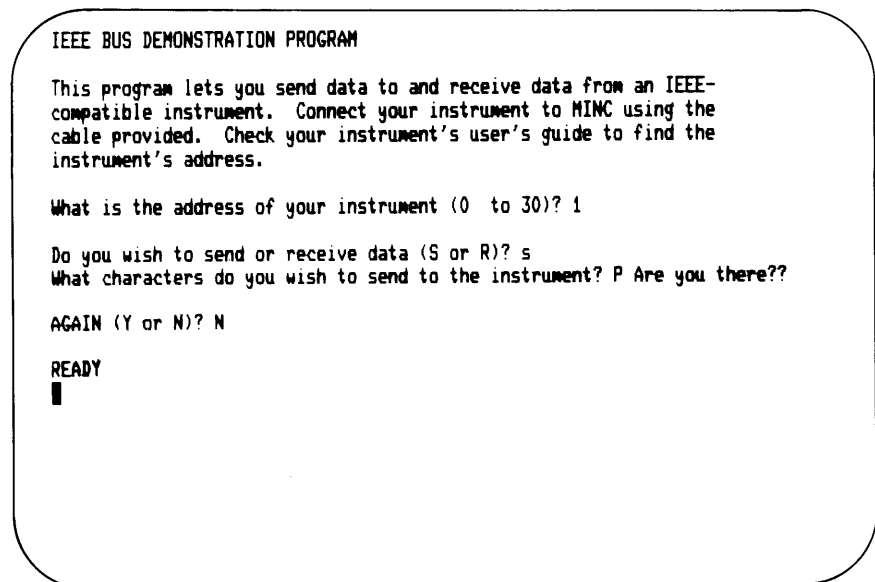 IEEE BUS DEMONSTRATION PROGRAM
This program lets you send data to and receive data from an IEEE-
compatible instrument.  Connect your instrument to MINC using the
cable provided.  Check your instrument's user's guide to find the
instrument's address.
What is the address of your instrument (0  to 30)? 1
Do you wish to send or receive data (S or R)? s
What characters do you wish to send to the instrument? P Are you there??
AGAIN (Y or N)? N
READY